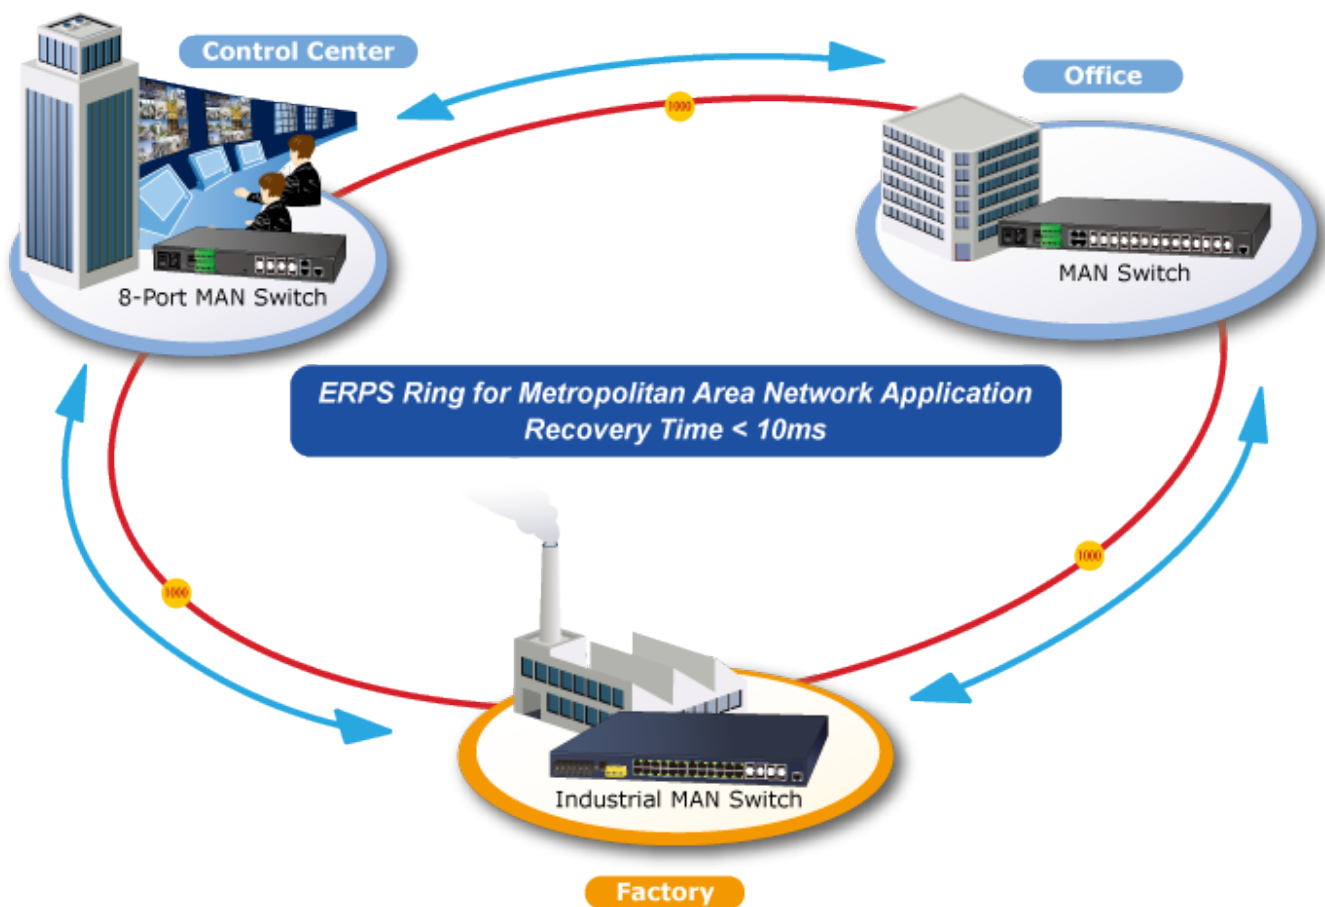 Control Center
Office
1000
MAN Switch
8-Port MAN Switch
ERPS Ring for Metropolitan Area Network Application
Recovery Time < 10ms
1000
1000
Industrial MAN Switch
Factory